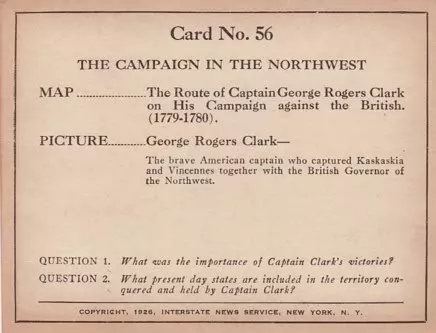 Card No. 56
THE CAMPAIGN IN THE NORTHWEST
MAP ......................The Route of Captain George Rogers Clark
on His Campaign against the British.
(1779-1780).
PICTURE............George Rogers Clark—
The brave American captain who captured Kaskaskia
and Vincennes together with the British Governor of
the Northwest.
QUESTION 1. What was the importance of Captain Clark's victories?
QUESTION 2. What present day states are included in the territory con-
quered and held by Captain Clark?
COPYRIGHT, 1926, INTERSTATE NEWS SERVICE, NEW YORK, N. Y.